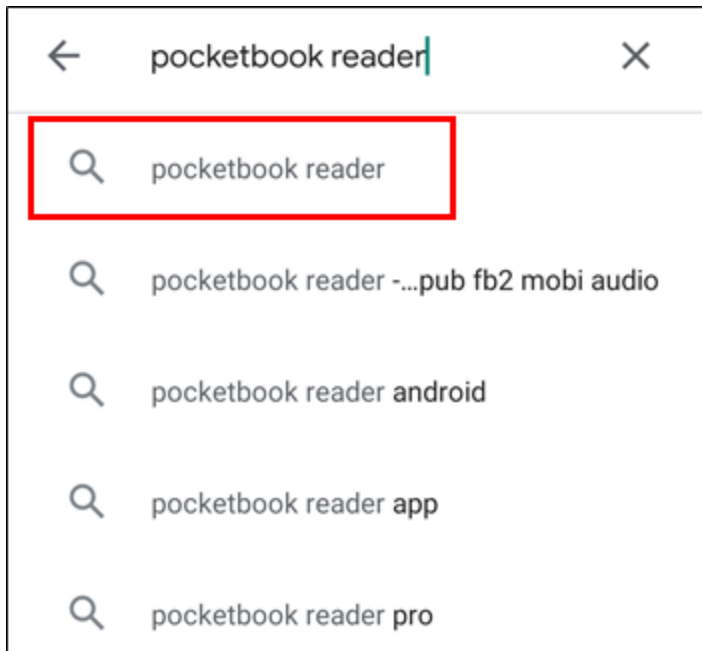 pocketbook reader
pocketbook reader
pocketbook reader -...pub fb2 mobi audio
pocketbook reader android
pocketbook reader app
pocketbook reader pro